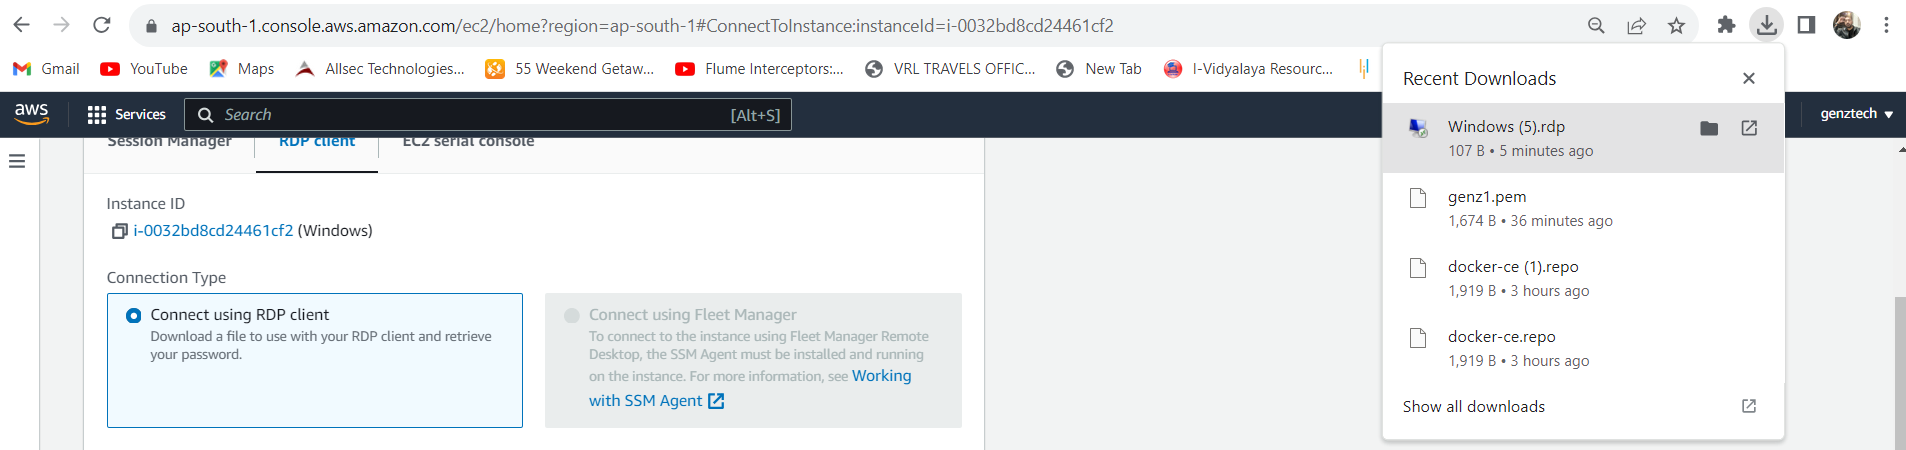 ap-south-1.console.aws.amazon.com/ec2/home?region=ap-south-1#ConnectToInstance:instanceId=i-0032bd8cd24461cf2
Gmail YouTube Maps Allsec Technologies... 55 Weekend Getaw... Flume Interceptors:... VRL TRAVELS OFFIC... New Tab I-Vidyalaya Resourc...
aws Services Search [Alt+S] genztech
Session Manager RDP client EC2 serial console
Instance ID
i-0032bd8cd24461cf2 (Windows)
Connection Type
Connect using RDP client
Download a file to use with your RDP client and retrieve
your password.
Connect using Fleet Manager
To connect to the instance using Fleet Manager Remote
Desktop, the SSM Agent must be installed and running
on the instance. For more information, see Working
with SSM Agent
Recent Downloads
Windows (5).rdp
107 B • 5 minutes ago
genz1.pem
1,674 B • 36 minutes ago
docker-ce (1).repo
1,919 B • 3 hours ago
docker-ce.repo
1,919 B • 3 hours ago
Show all downloads